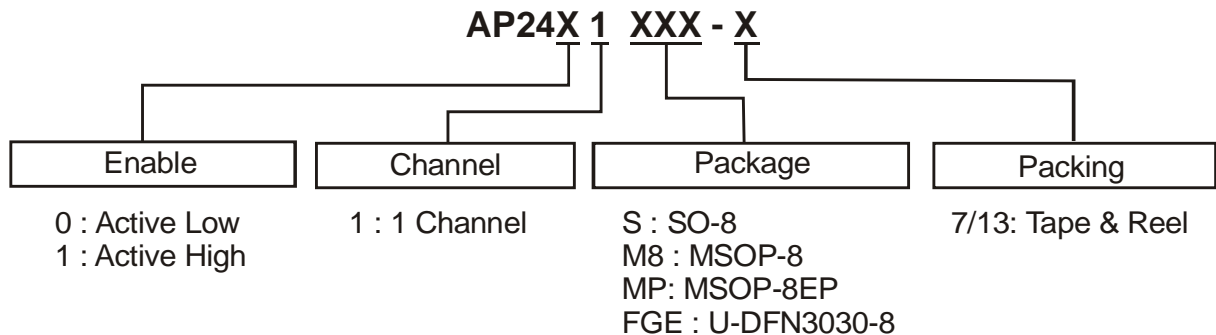 AP24X 1 XXX - X
Enable
Channel
Package
Packing
0 : Active Low
1 : Active High
1 : 1 Channel
S : SO-8
M8 : MSOP-8
MP: MSOP-8EP
FGE : U-DFN3030-8
7/13: Tape & Reel